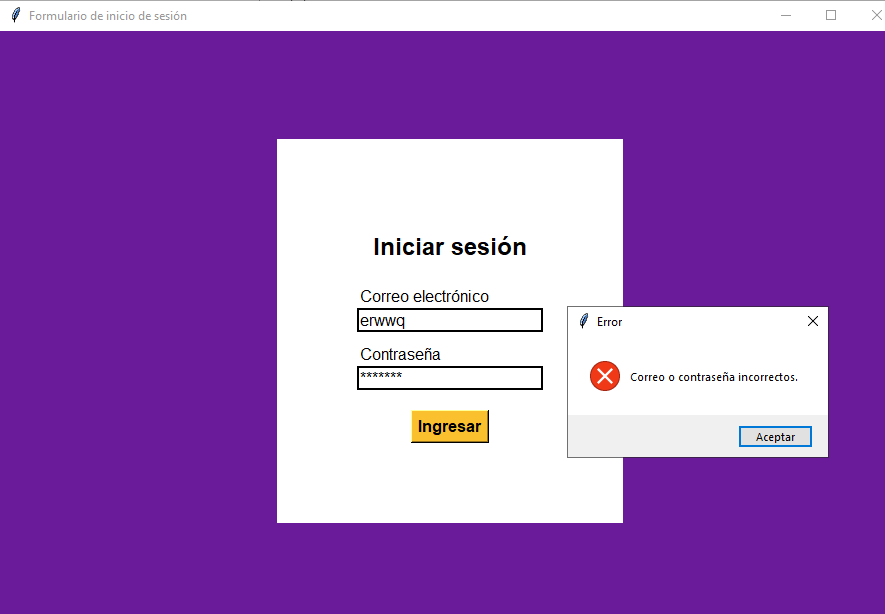 Formulario de inicio de sesión
Iniciar sesión
Correo electrónico
erwwq
Contraseña
*******
Ingresar
Error
Correo o contraseña incorrectos.
Aceptar